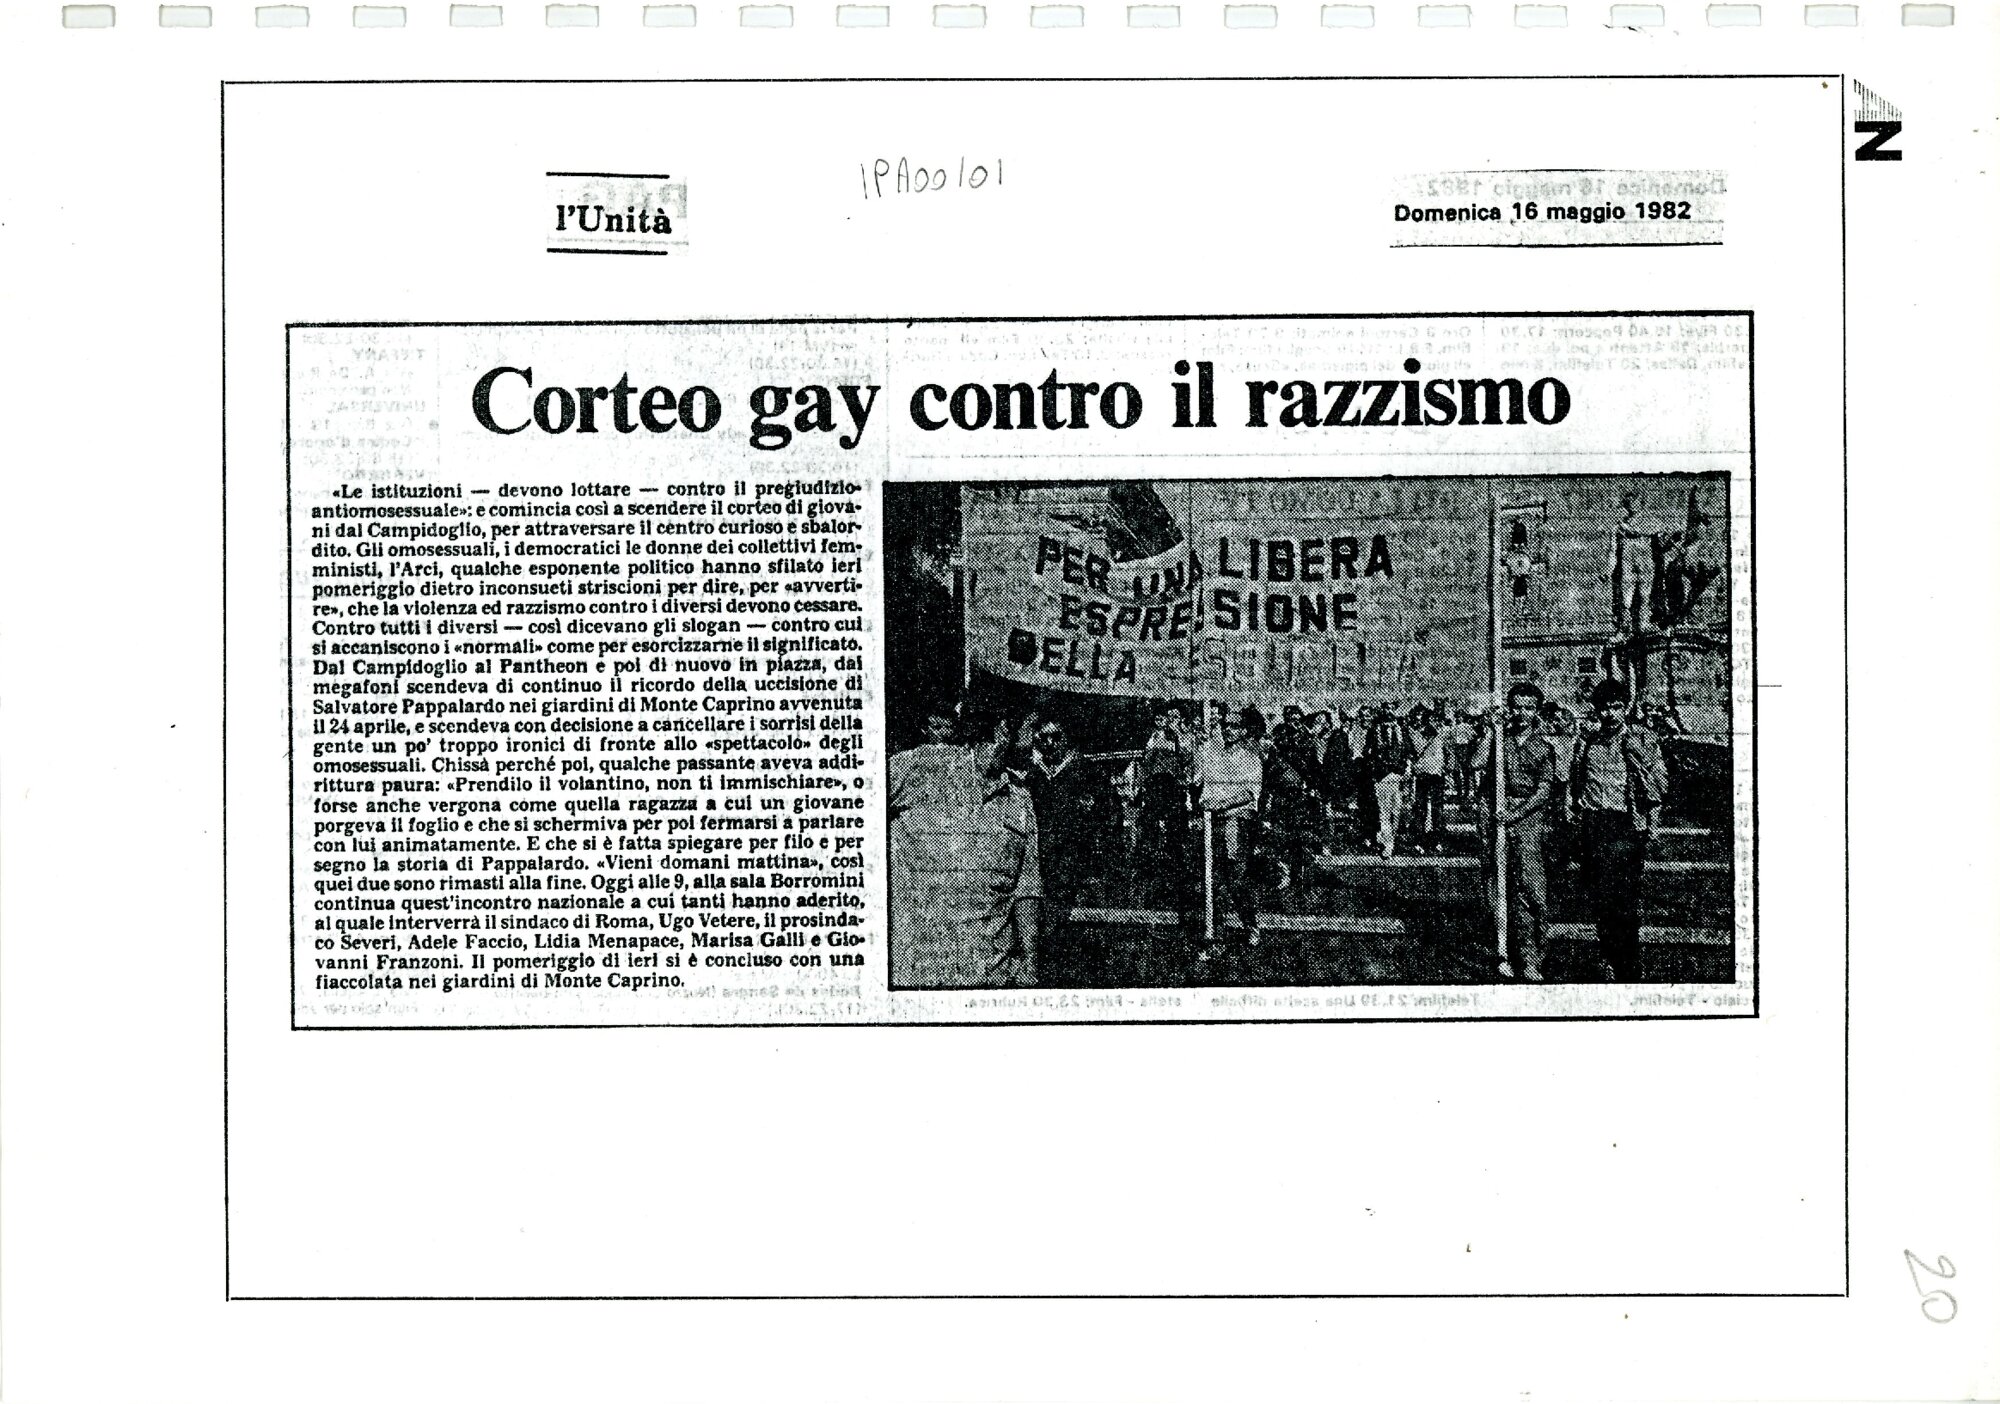 l'Unità
IPA00101
Domenica 16 maggio 1982
N
Corteo gay contro il razzismo
«Le istituzioni — devono lottare — contro il pregiudizio
antiomosessuale»: e comincia così a scendere il corteo di giova-
ni dal Campidoglio, per attraversare il centro curioso e sbalor-
dito. Gli omosessuali, i democratici le donne dei collettivi fem-
ministi, l'Arci, qualche esponente politico hanno sfilato ieri
pomeriggio dietro inconsueti striscioni per dire, per «avverti-
re», che la violenza ed razzismo contro i diversi devono cessare.
Contro tutti i diversi — così dicevano gli slogan — contro cui
si accaniscono i «normali» come per esorcizzarne il significato.
Dal Campidoglio al Pantheon e poi di nuovo in piazza, dai
megafoni scendeva di continuo il ricordo della uccisione di
Salvatore Pappalardo nei giardini di Monte Caprino avvenuta
il 24 aprile, e scendeva con decisione a cancellare i sorrisi della
gente un po' troppo ironici di fronte allo «spettacolo» degli
omosessuali. Chissà perché poi, qualche passante aveva addi-
rittura paura: «Prendilo il volantino, non ti immischiare», o
forse anche vergona come quella ragazza a cui un giovane
porgeva il foglio e che si schermiva per poi fermarsi a parlare
con lui animatamente. E che si è fatta spiegare per filo e per
segno la storia di Pappalardo. «Vieni domani mattina», così
quei due sono rimasti alla fine. Oggi alle 9, alla sala Borromini
continua quest'incontro nazionale a cui tanti hanno aderito,
al quale interverrà il sindaco di Roma, Ugo Vetere, il prosinda-
co Severi, Adele Faccio, Lidia Menapace, Marisa Galli e Gio-
vanni Franzoni. Il pomeriggio di ieri si è concluso con una
fiaccolata nei giardini di Monte Caprino.
PER UNA LIBERA
ESPRESSIONE
DELLA
20